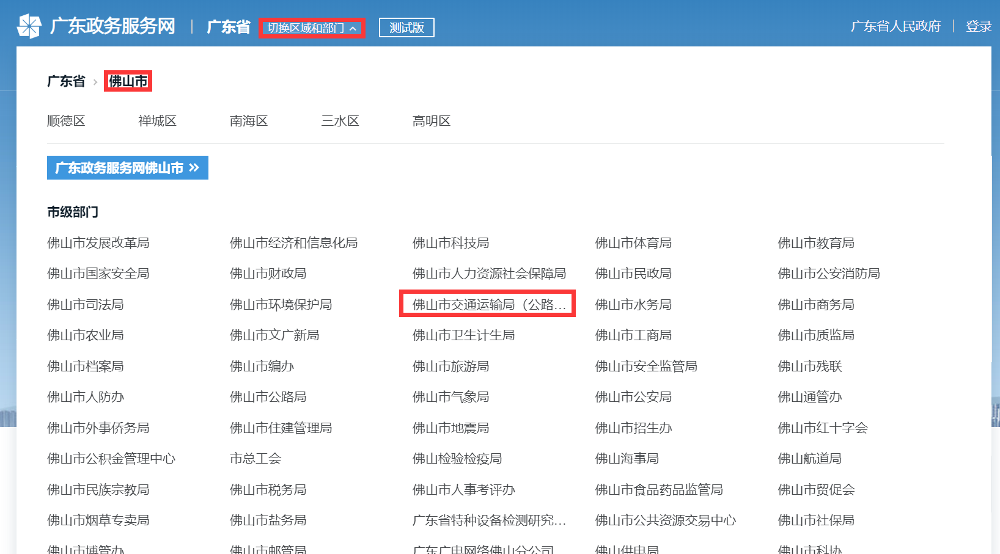 广东政务服务网 | 广东省 切换区域和部门 测试版 广东省人民政府 | 登录
广东省 > 佛山市
顺德区 禅城区 南海区 三水区 高明区
广东政务服务网佛山市 »
市级部门
佛山市发展改革局 佛山市经济和信息化局 佛山市科技局 佛山市体育局 佛山市教育局
佛山市国家安全局 佛山市财政局 佛山市人力资源社会保障局 佛山市民政局 佛山市公安消防局
佛山市司法局 佛山市环境保护局 佛山市交通运输局（公路... 佛山市水务局 佛山市商务局
佛山市农业局 佛山市文广新局 佛山市卫生计生局 佛山市工商局 佛山市质监局
佛山市档案局 佛山市编办 佛山市旅游局 佛山市安全监管局 佛山市残联
佛山市人防办 佛山市公路局 佛山市气象局 佛山市公安局 佛山通管办
佛山市外事侨务局 佛山市住建管理局 佛山市地震局 佛山市招生办 佛山市红十字会
佛山市公积金管理中心 市总工会 佛山检验检疫局 佛山海事局 佛山航道局
佛山市民族宗教局 佛山市税务局 佛山市人事考评办 佛山市食品药品监管局 佛山市贸促会
佛山市烟草专卖局 佛山市盐务局 广东省特种设备检测研究... 佛山市公共资源交易中心 佛山市社保局
佛山市博管办 佛山市邮管局 广东广电网络佛山分公司 佛山供电局 佛山市科协